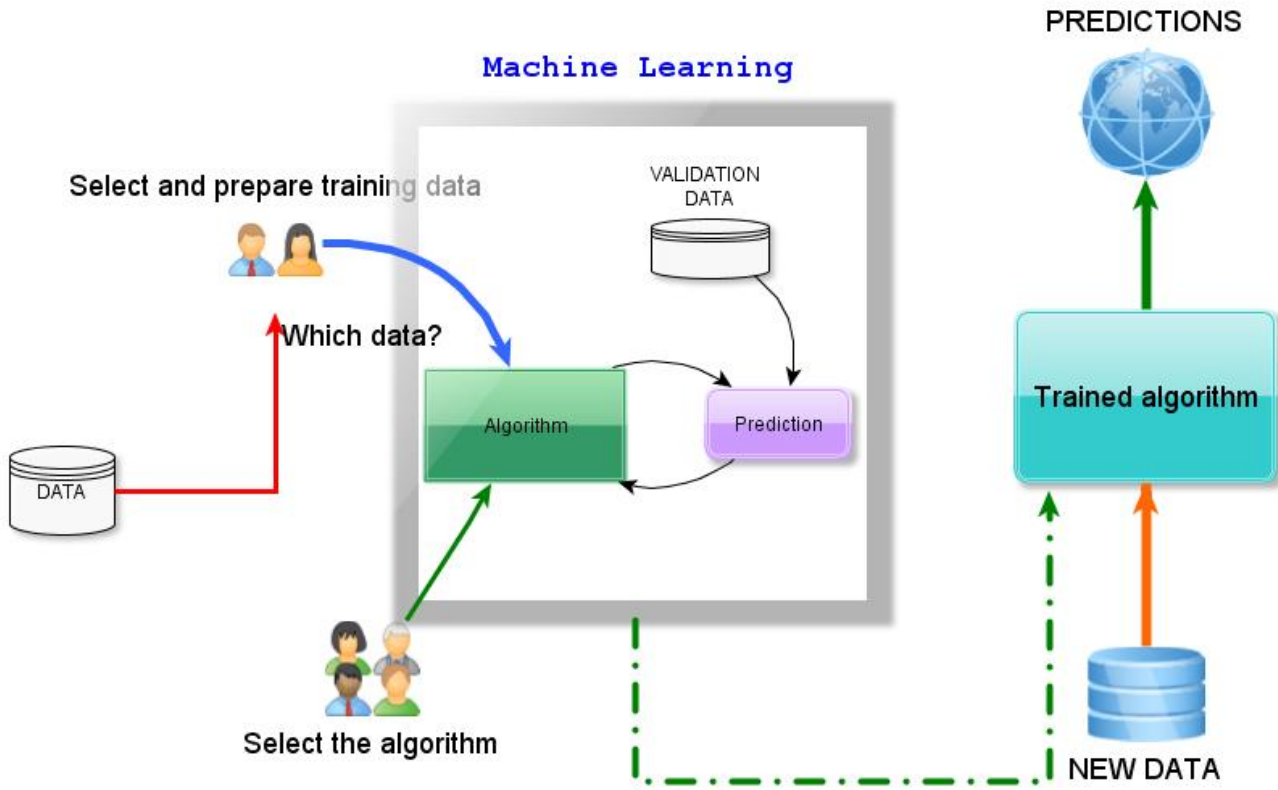 PREDICTIONS
Machine Learning
Select and prepare training data
VALIDATION
DATA
Which data?
Algorithm
Prediction
Trained algorithm
DATA
Select the algorithm
NEW DATA